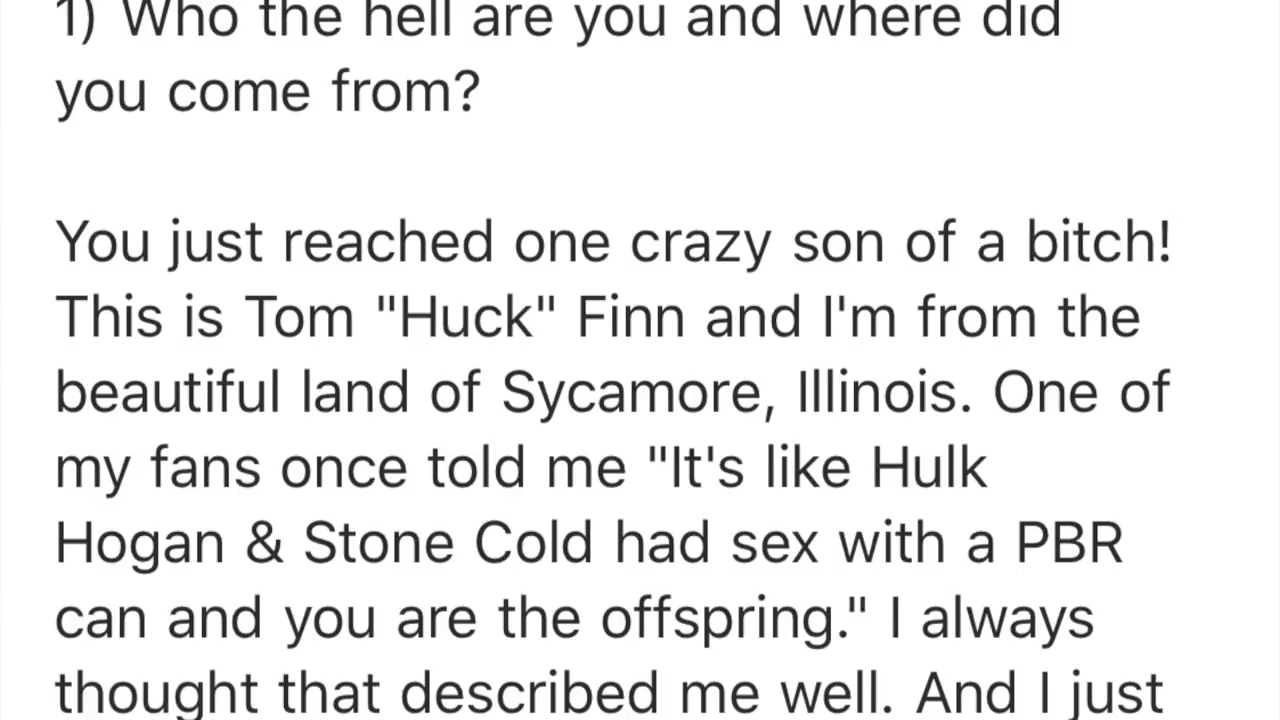 1) Who the hell are you and where did
you come from?
You just reached one crazy son of a bitch!
This is Tom "Huck" Finn and I'm from the
beautiful land of Sycamore, Illinois. One of
my fans once told me "It's like Hulk
Hogan & Stone Cold had sex with a PBR
can and you are the offspring." I always
thought that described me well. And I just